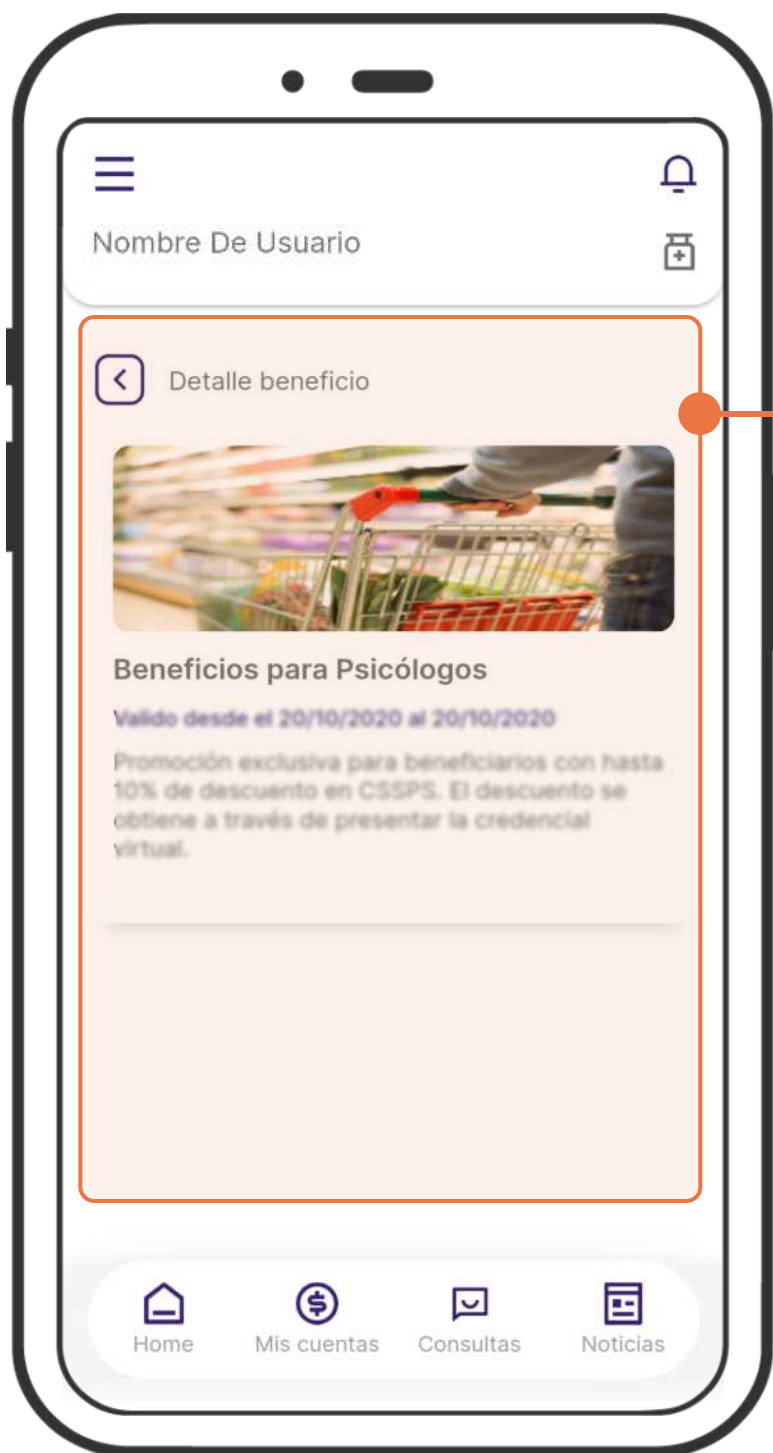 Nombre De Usuario
Detalle beneficio
Beneficios para Psicólogos
Valido desde el 20/10/2020 al 20/10/2020
Promoción exclusiva para beneficiarios con hasta
10% de descuento en CSSPS. El descuento se
obtiene a través de presentar la credencial
virtual.
Home
Mis cuentas
Consultas
Noticias